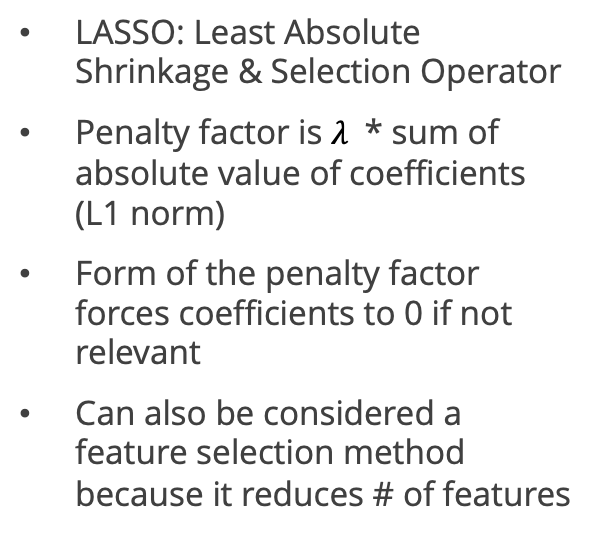 • LASSO: Least Absolute
Shrinkage & Selection Operator
• Penalty factor is λ * sum of
absolute value of coefficients
(L1 norm)
• Form of the penalty factor
forces coefficients to 0 if not
relevant
• Can also be considered a
feature selection method
because it reduces # of features